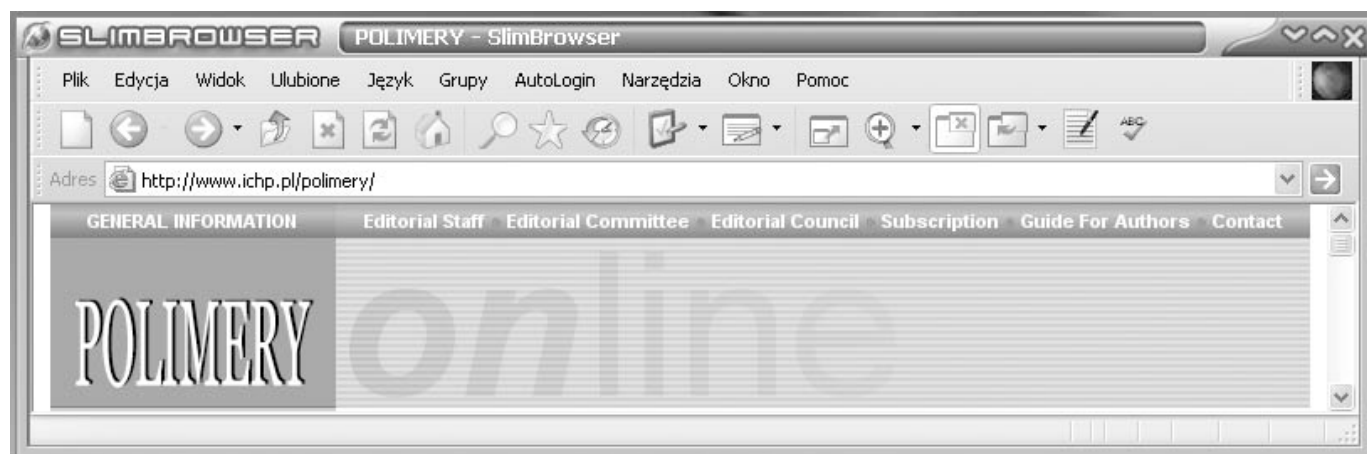 SLIMBROWSER POLIMERY - SlimBrowser
Plik Edycja Widok Ulubione Język Grupy AutoLogin Narzędzia Okno Pomoc
ABC
Adres http://www.ichp.pl/polimery/
GENERAL INFORMATION Editorial Staff Editorial Committee Editorial Council Subscription Guide For Authors Contact
POLIMERY online